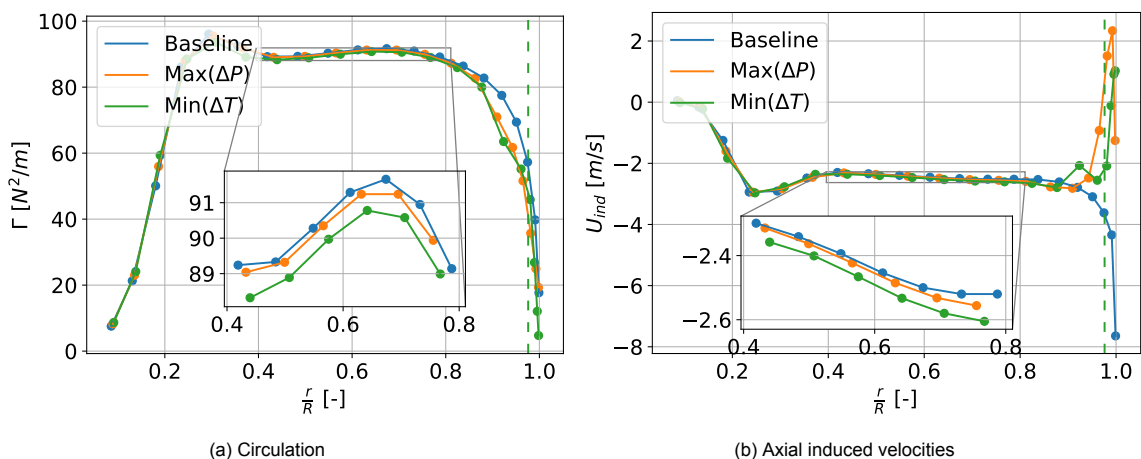 100
80
60
40
20
0
Γ [N²/m]
Baseline
Max(ΔP)
Min(ΔT)
91
90
89
0.4 0.6 0.8
0.2 0.4 0.6 0.8 1.0
r/R [-]
(a) Circulation
2
0
−2
−4
−6
−8
U_ind [m/s]
Baseline
Max(ΔP)
Min(ΔT)
−2.4
−2.6
0.4 0.6 0.8
0.2 0.4 0.6 0.8 1.0
r/R [-]
(b) Axial induced velocities